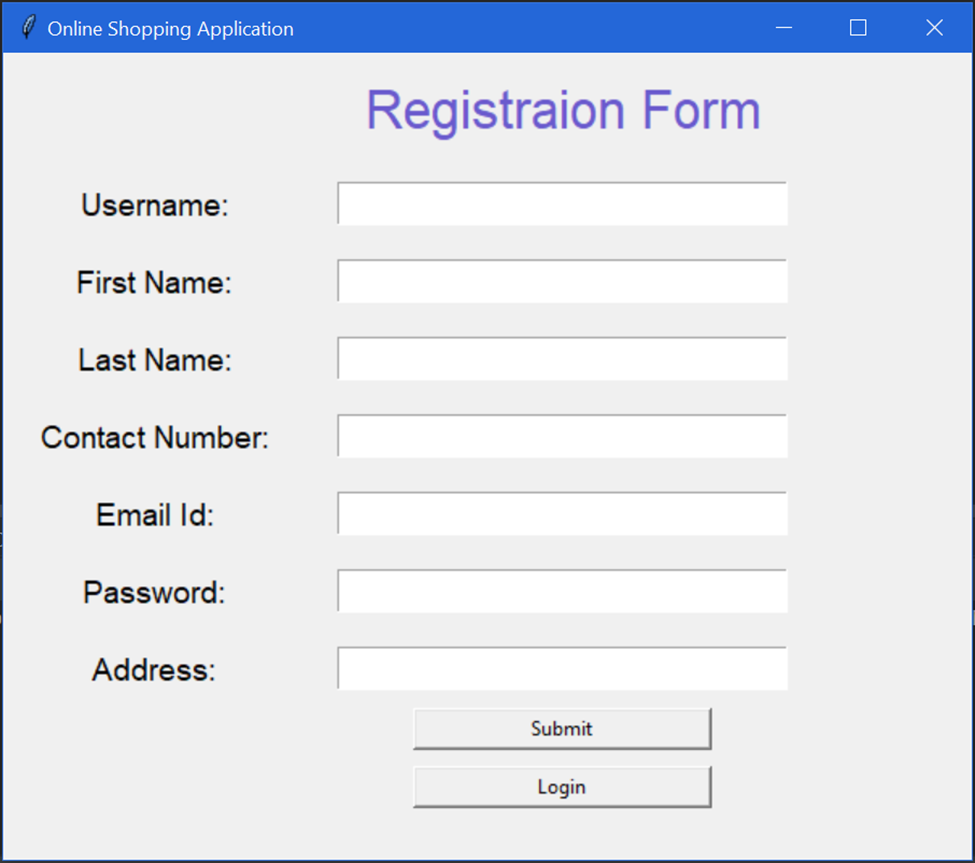 Online Shopping Application
Registraion Form
Username:
First Name:
Last Name:
Contact Number:
Email Id:
Password:
Address:
Submit
Login